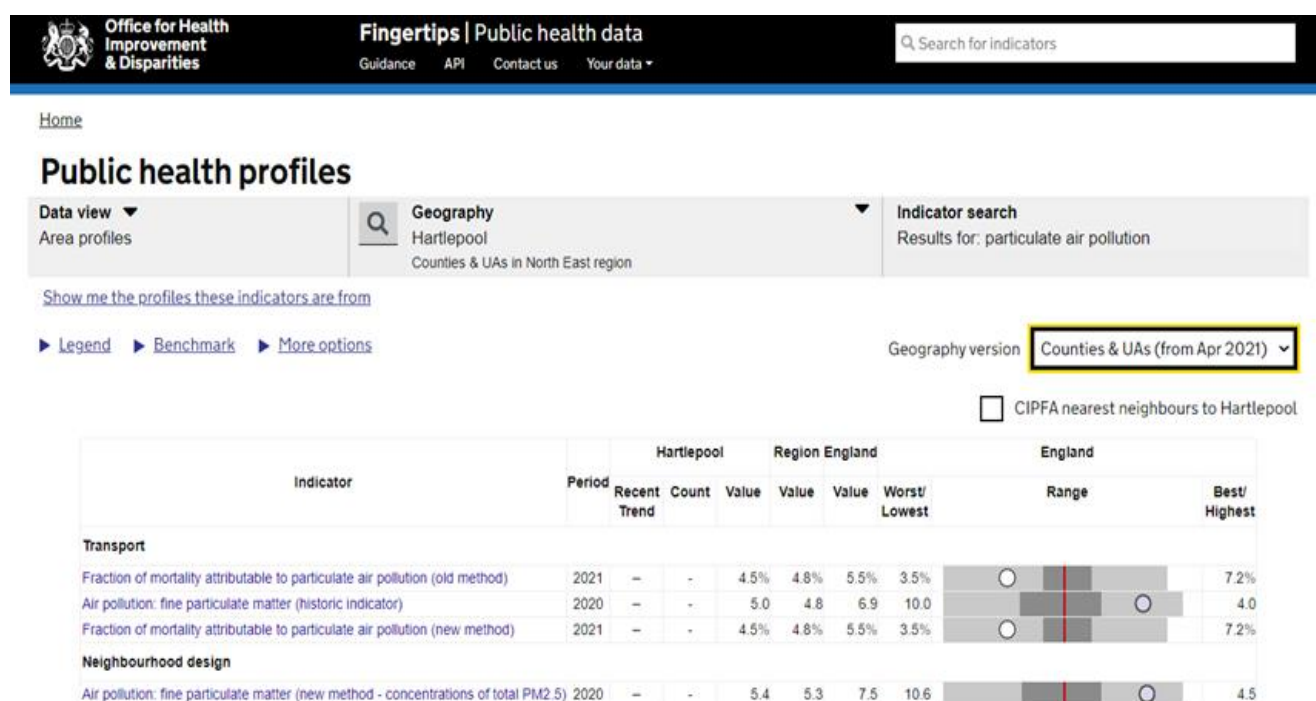 Office for Health
Improvement
& Disparities
Fingertips | Public health data
Guidance API Contact us Your data
Search for indicators
Home
Public health profiles
Data view
Area profiles
Geography
Hartlepool
Counties & UAs in North East region
Indicator search
Results for: particulate air pollution
Show me the profiles these indicators are from
Legend Benchmark More options
Geography version Counties & UAs (from Apr 2021)
CIPFA nearest neighbours to Hartlepool
Hartlepool Region England England
Indicator Period Recent Trend Count Value Value Value Worst/ Lowest Range Best/ Highest
Transport
Fraction of mortality attributable to particulate air pollution (old method) 2021 – - 4.5% 4.8% 5.5% 3.5% 7.2%
Air pollution: fine particulate matter (historic indicator) 2020 – - 5.0 4.8 6.9 10.0 4.0
Fraction of mortality attributable to particulate air pollution (new method) 2021 – - 4.5% 4.8% 5.5% 3.5% 7.2%
Neighbourhood design
Air pollution: fine particulate matter (new method - concentrations of total PM2.5) 2020 – - 5.4 5.3 7.5 10.6 4.5